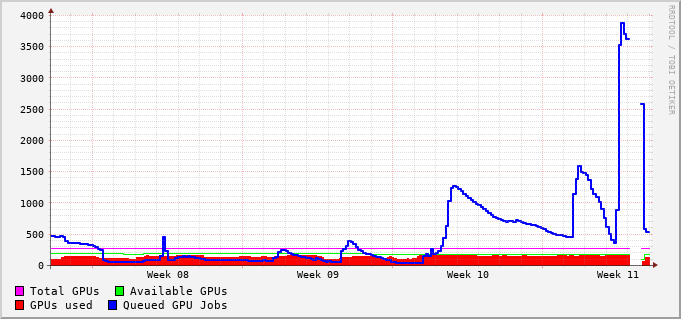 4000
3500
3000
2500
2000
1500
1000
500
0
Week 08 Week 09 Week 10 Week 11
Total GPUs Available GPUs
GPUs used Queued GPU Jobs
RRDTOOL / TOBI OETIKER